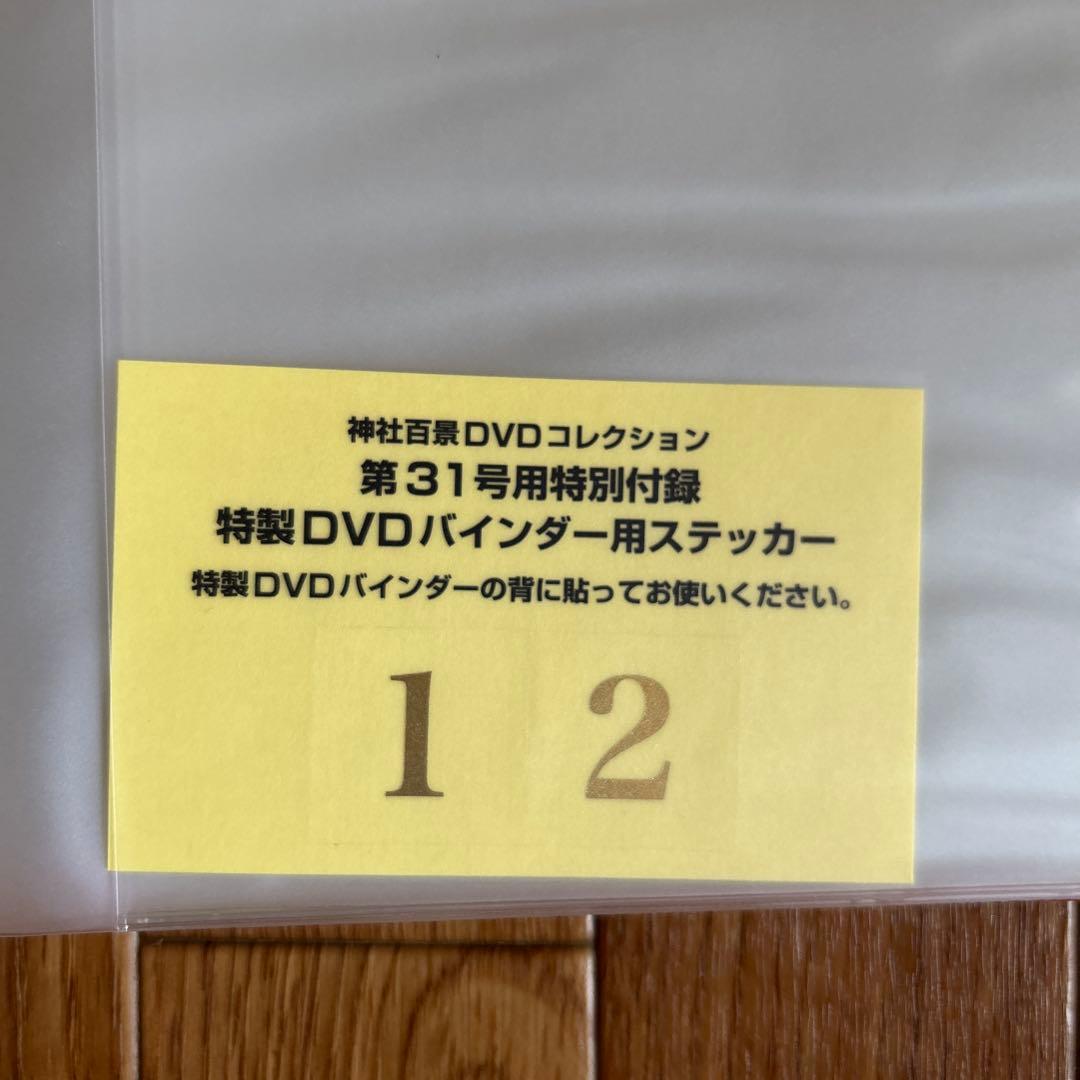 神社百景DVDコレクション
第31号用特別付録
特製DVDバインダー用ステッカー
特製DVDバインダーの背に貼ってお使いください。
1 2